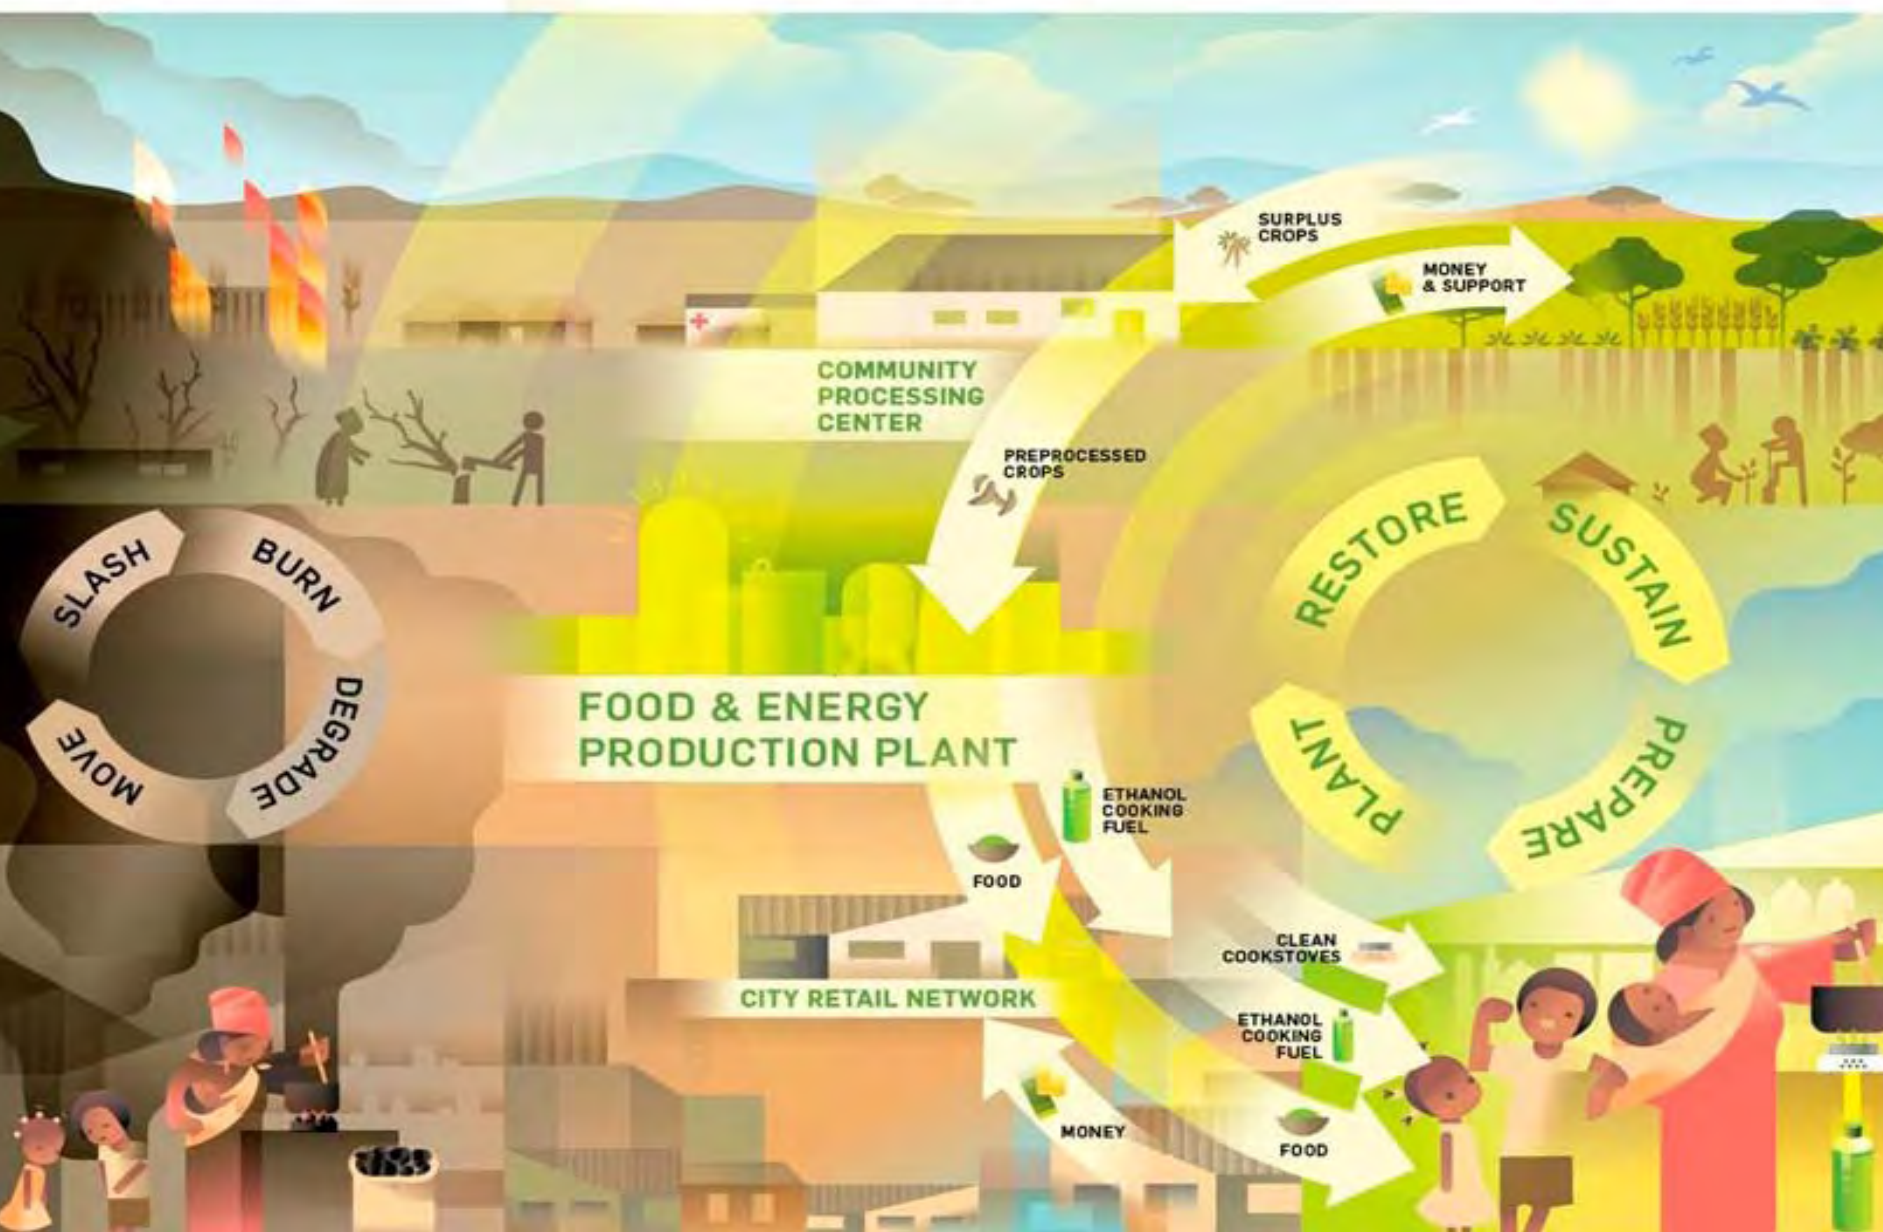 SURPLUS
CROPS
MONEY
& SUPPORT
COMMUNITY
PROCESSING
CENTER
PREPROCESSED
CROPS
SLASH
BURN
DEGRADE
MOVE
RESTORE
SUSTAIN
PREPARE
PLANT
FOOD & ENERGY
PRODUCTION PLANT
ETHANOL
COOKING
FUEL
FOOD
CLEAN
COOKSTOVES
CITY RETAIL NETWORK
ETHANOL
COOKING
FUEL
MONEY
FOOD